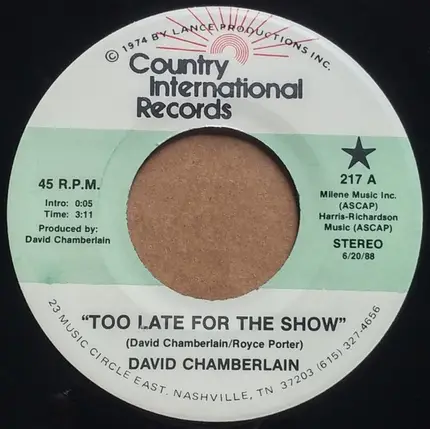 © 1974 BY LANCE PRODUCTIONS INC.
Country
International
Records
45 R.P.M.
Intro: 0:05
Time: 3:11
Produced by:
David Chamberlain
217 A
Milene Music Inc.
(ASCAP)
Harris-Richardson
Music (ASCAP)
STEREO
6/20/88
"TOO LATE FOR THE SHOW"
(David Chamberlain/Royce Porter)
DAVID CHAMBERLAIN
23 MUSIC CIRCLE EAST. NASHVILLE, TN 37203 (615) 327-4656